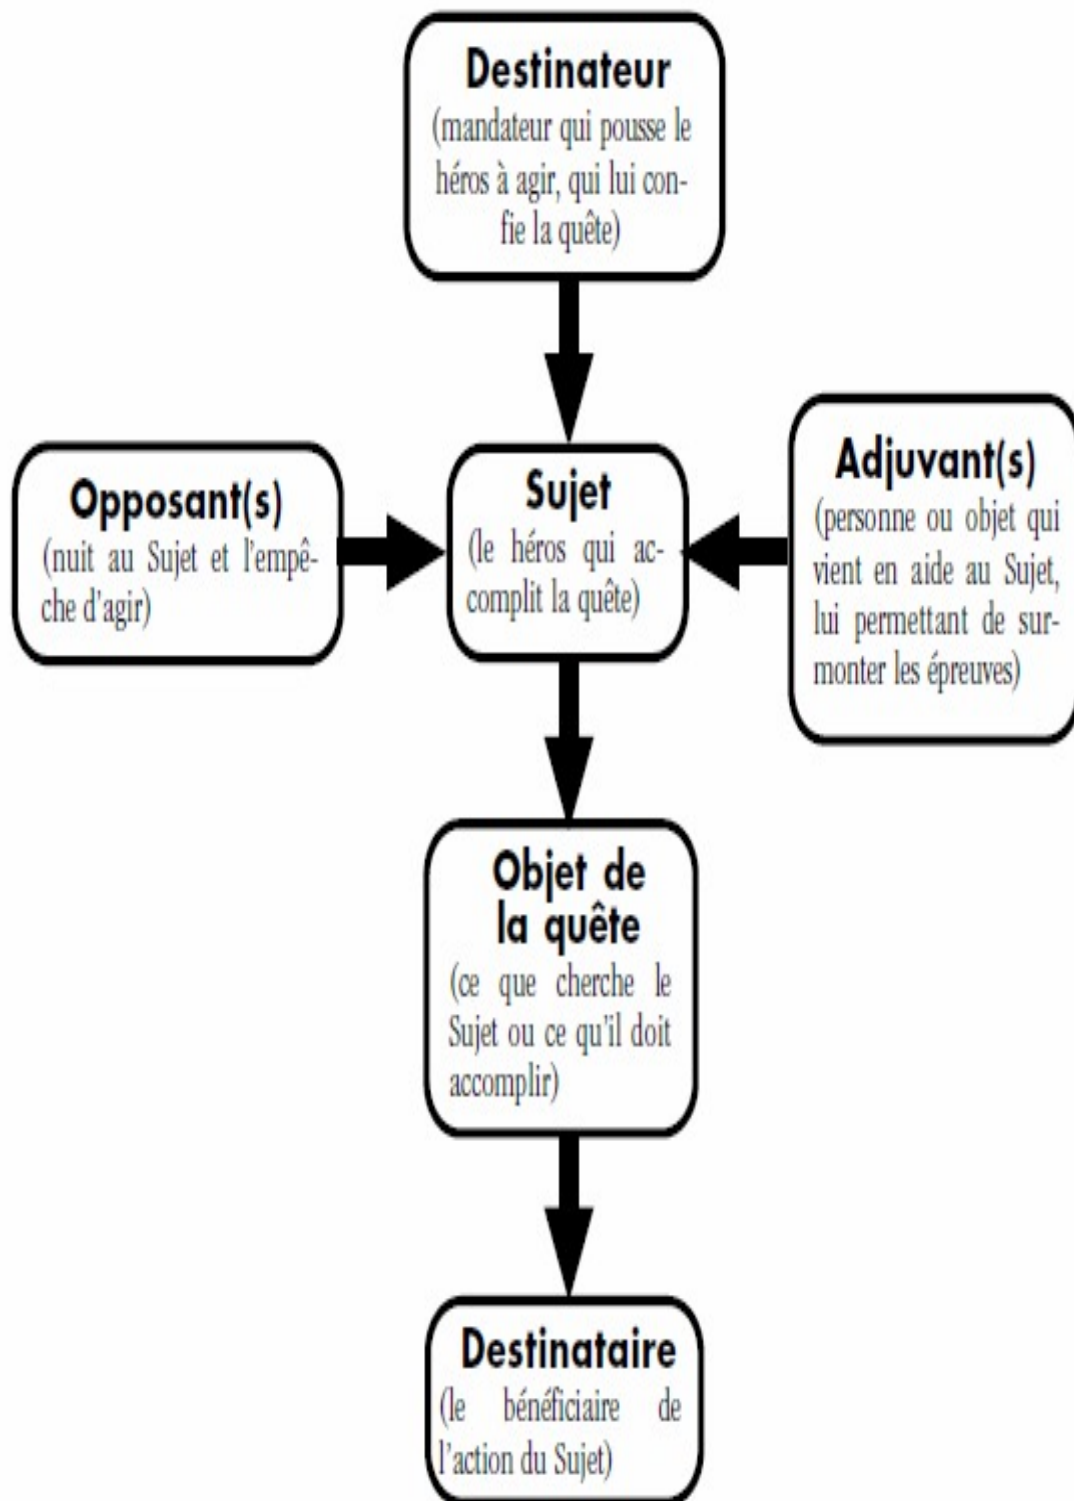 Destinateur
(mandateur qui pousse le
héros à agir, qui lui con-
fie la quête)
Opposant(s)
(nuit au Sujet et l'empê-
che d'agir)
Sujet
(le héros qui ac-
complit la quête)
Adjuvant(s)
(personne ou objet qui
vient en aide au Sujet,
lui permettant de sur-
monter les épreuves)
Objet de
la quête
(ce que cherche le
Sujet ou ce qu'il doit
accomplir)
Destinataire
(le bénéficiaire de
l'action du Sujet)